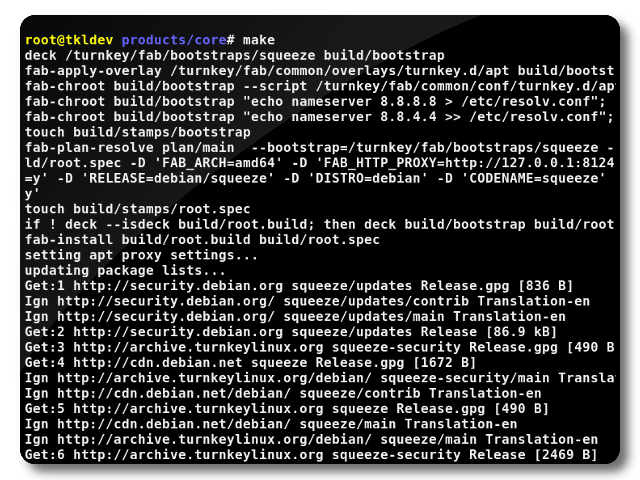 root@tkldev products/core# make
deck /turnkey/fab/bootstraps/squeeze build/bootstrap
fab-apply-overlay /turnkey/fab/common/overlays/turnkey.d/apt build/bootst
fab-chroot build/bootstrap --script /turnkey/fab/common/conf/turnkey.d/ap
fab-chroot build/bootstrap "echo nameserver 8.8.8.8 > /etc/resolv.conf";
fab-chroot build/bootstrap "echo nameserver 8.8.4.4 >> /etc/resolv.conf";
touch build/stamps/bootstrap
fab-plan-resolve plan/main  --bootstrap=/turnkey/fab/bootstraps/squeeze -
ld/root.spec -D 'FAB_ARCH=amd64' -D 'FAB_HTTP_PROXY=http://127.0.0.1:8124
=y' -D 'RELEASE=debian/squeeze' -D 'DISTRO=debian' -D 'CODENAME=squeeze'
y'
touch build/stamps/root.spec
if ! deck --isdeck build/root.build; then deck build/bootstrap build/root
fab-install build/root.build build/root.spec
setting apt proxy settings...
updating package lists...
Get:1 http://security.debian.org squeeze/updates Release.gpg [836 B]
Ign http://security.debian.org/ squeeze/updates/contrib Translation-en
Ign http://security.debian.org/ squeeze/updates/main Translation-en
Get:2 http://security.debian.org squeeze/updates Release [86.9 kB]
Get:3 http://archive.turnkeylinux.org squeeze-security Release.gpg [490 B
Get:4 http://cdn.debian.net squeeze Release.gpg [1672 B]
Ign http://archive.turnkeylinux.org/debian/ squeeze-security/main Transla
Ign http://cdn.debian.net/debian/ squeeze/contrib Translation-en
Get:5 http://archive.turnkeylinux.org squeeze Release.gpg [490 B]
Ign http://cdn.debian.net/debian/ squeeze/main Translation-en
Ign http://archive.turnkeylinux.org/debian/ squeeze/main Translation-en
Get:6 http://archive.turnkeylinux.org squeeze-security Release [2469 B]